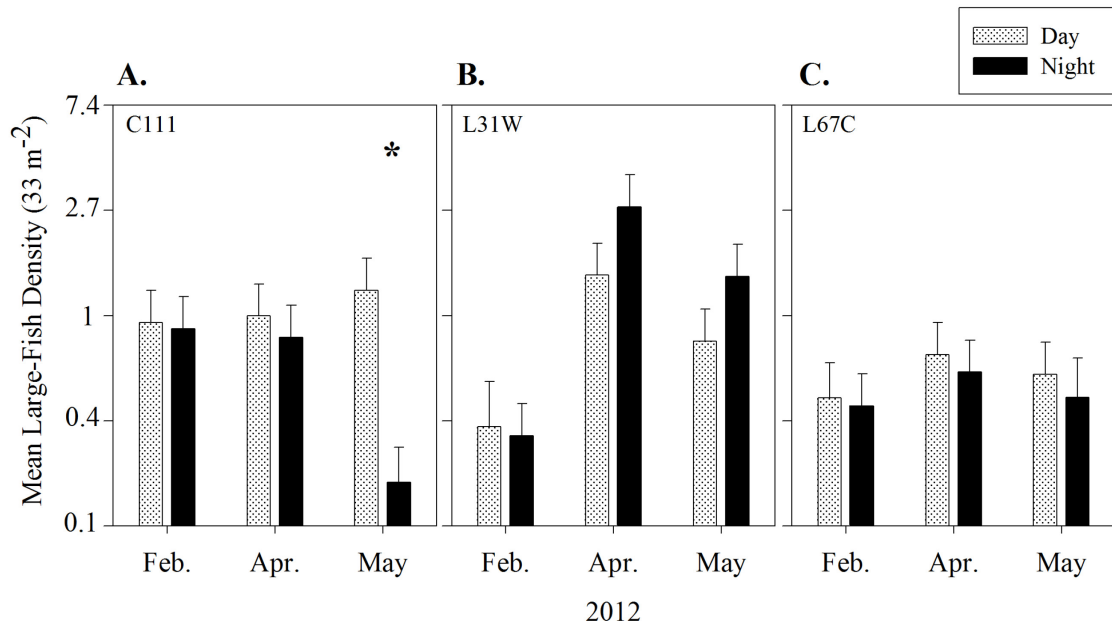 Day
Night
A.
B.
C.
Mean Large-Fish Density (33 m⁻²)
7.4
2.7
1
0.4
0.1
C111
*
L31W
L67C
Feb. Apr. May
Feb. Apr. May
Feb. Apr. May
2012